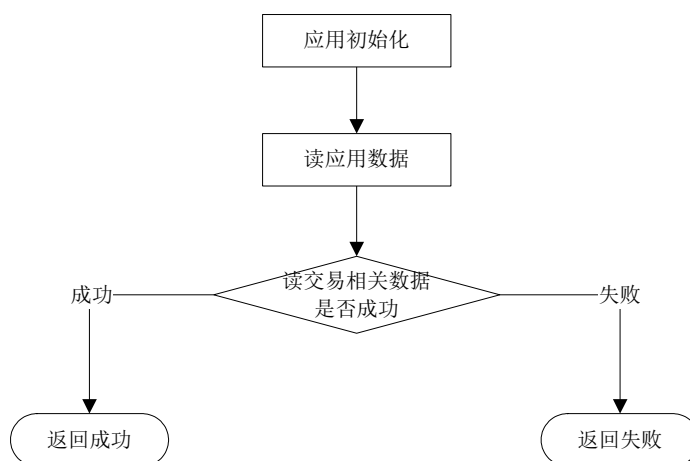 应用初始化
读应用数据
读交易相关数据
是否成功
成功
失败
返回成功
返回失败